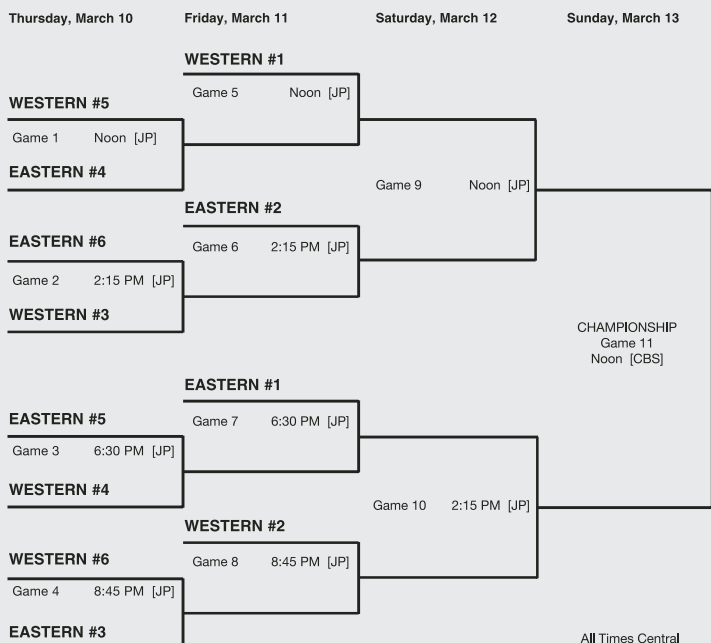 Thursday, March 10
Friday, March 11
Saturday, March 12
Sunday, March 13
WESTERN #1
Game 5 Noon [JP]
WESTERN #5
Game 1 Noon [JP]
EASTERN #4
Game 9 Noon [JP]
EASTERN #2
EASTERN #6
Game 6 2:15 PM [JP]
Game 2 2:15 PM [JP]
WESTERN #3
CHAMPIONSHIP
Game 11
Noon [CBS]
EASTERN #1
EASTERN #5
Game 7 6:30 PM [JP]
Game 3 6:30 PM [JP]
WESTERN #4
Game 10 2:15 PM [JP]
WESTERN #2
WESTERN #6
Game 8 8:45 PM [JP]
Game 4 8:45 PM [JP]
EASTERN #3
All Times Central